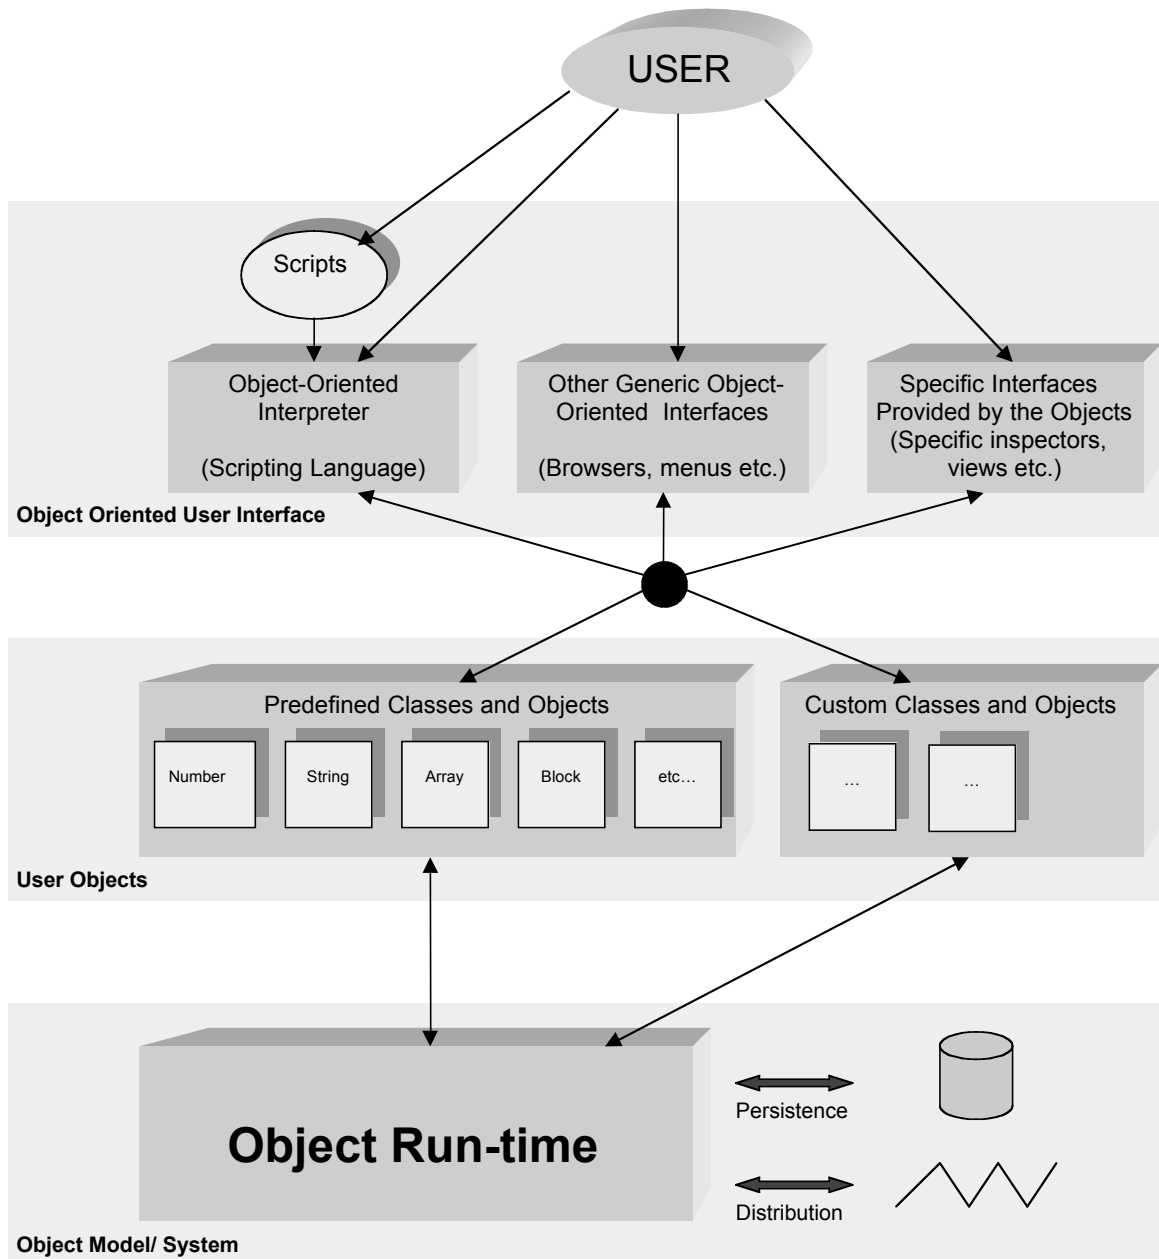 USER
Scripts
Object-Oriented
Interpreter
(Scripting Language)
Other Generic Object-
Oriented Interfaces
(Browsers, menus etc.)
Specific Interfaces
Provided by the Objects
(Specific inspectors,
views etc.)
Object Oriented User Interface
Predefined Classes and Objects
Number
String
Array
Block
etc…
Custom Classes and Objects
…
…
User Objects
Object Run-time
Persistence
Distribution
Object Model/ System